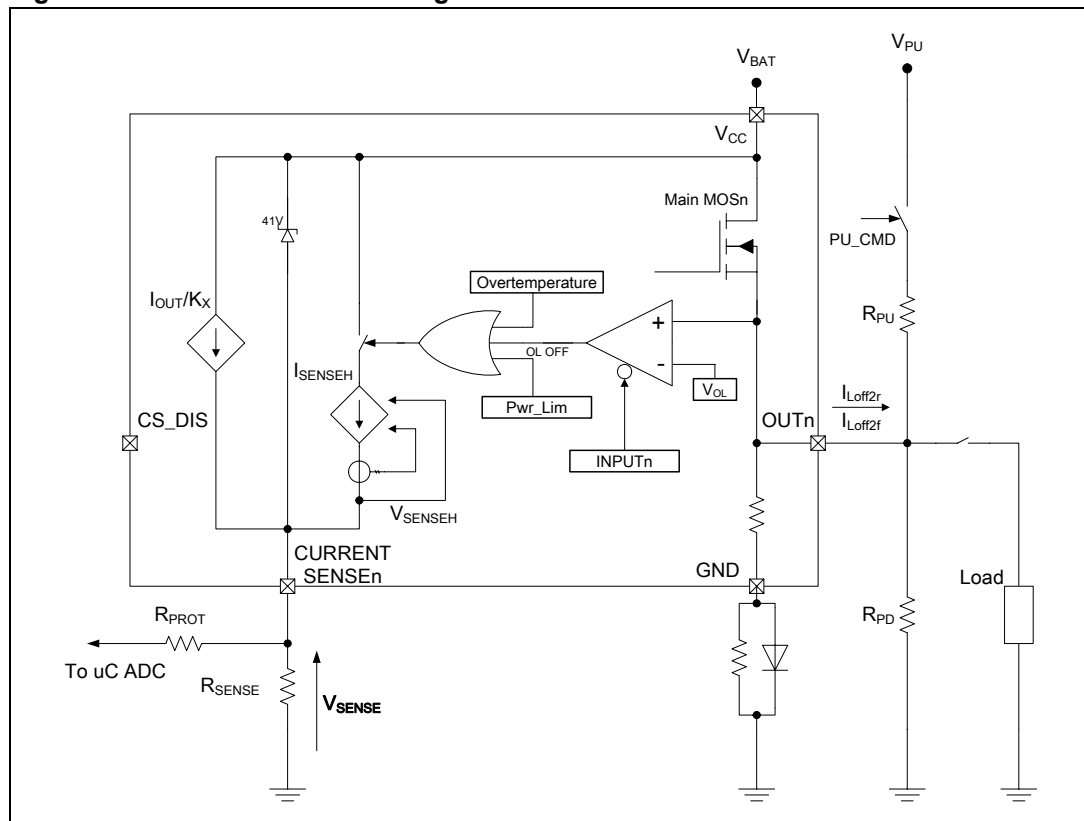 V_PU
V_BAT
V_CC
Main MOSn
41V
PU_CMD
Overtemperature
I_OUT/K_X
R_PU
+
OL OFF
I_SENSEH
-
V_OL
Pwr_Lim
I_Loff2r
CS_DIS
OUTn
I_Loff2f
INPUTn
V_SENSEH
CURRENT
SENSEn
GND
Load
R_PROT
R_PD
To uC ADC
R_SENSE
V_SENSE